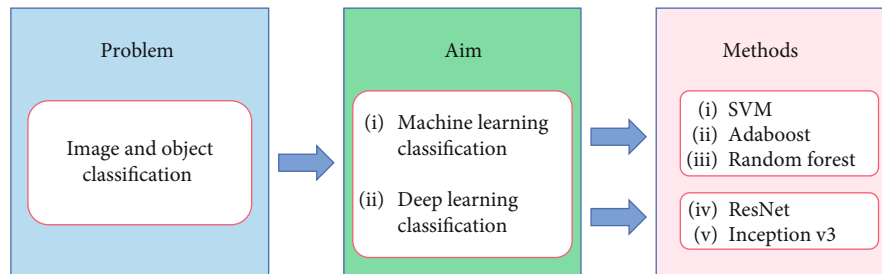 Problem
Image and object
classification
Aim
(i) Machine learning
classification
(ii) Deep learning
classification
Methods
(i) SVM
(ii) Adaboost
(iii) Random forest
(iv) ResNet
(v) Inception v3